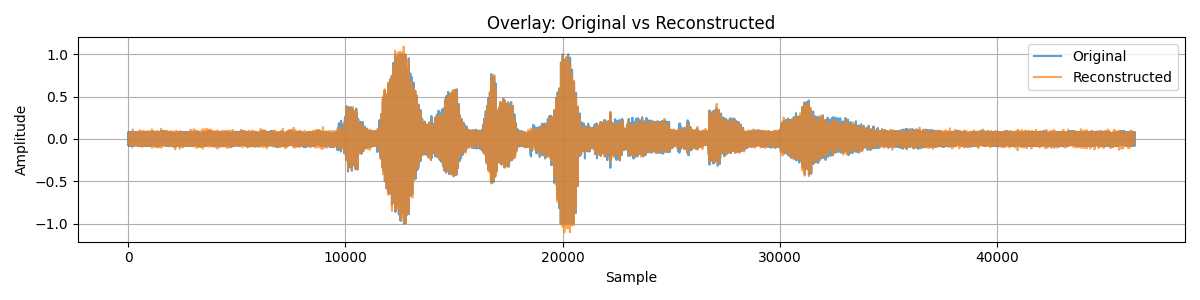 Overlay: Original vs Reconstructed
Original
Reconstructed
1.0
0.5
0.0
−0.5
−1.0
Amplitude
0
10000
20000
30000
40000
Sample